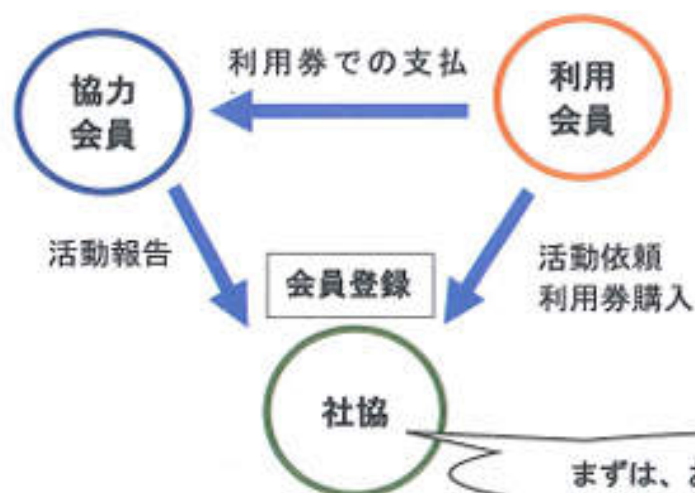 利用券での支払
協力
会員
利用
会員
活動報告
会員登録
活動依頼
利用券購入
社協
まずは、